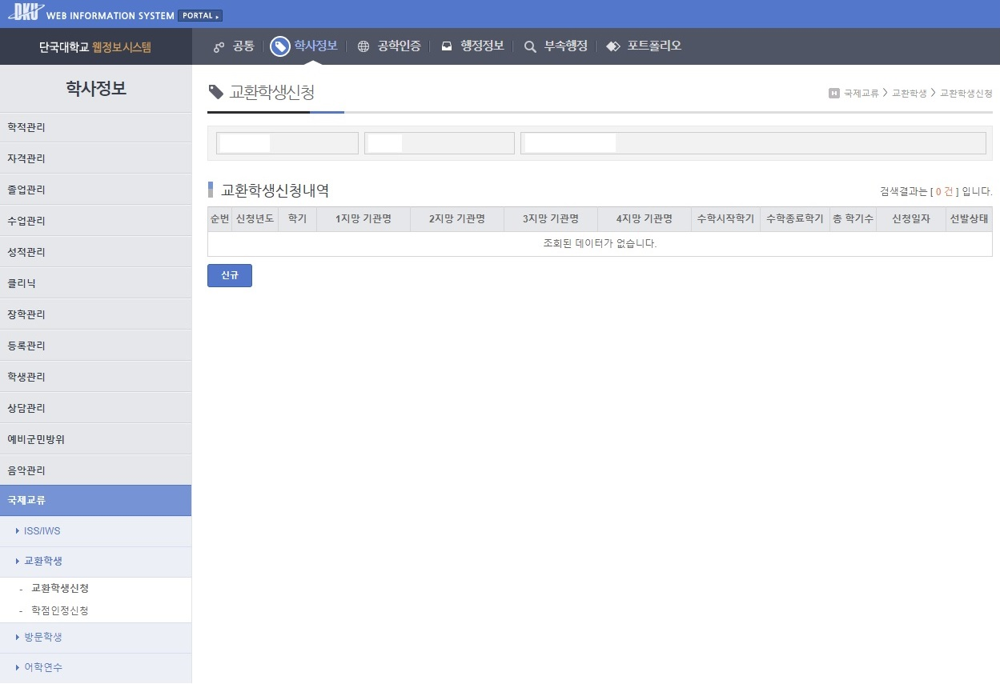 DKU WEB INFORMATION SYSTEM PORTAL
단국대학교 웹정보시스템
공통 학사정보 공학인증 행정정보 부속행정 포트폴리오
학사정보
학적관리
자격관리
졸업관리
수업관리
성적관리
클리닉
장학관리
등록관리
학생관리
상담관리
예비군민방위
음악관리
국제교류
ISS/IWS
교환학생
- 교환학생신청
- 학점인정신청
방문학생
어학연수
교환학생신청
H 국제교류 > 교환학생 > 교환학생신청
교환학생신청내역
검색결과는 [ 0 건 ] 입니다.
순번 신청년도 학기 1지망 기관명 2지망 기관명 3지망 기관명 4지망 기관명 수학시작학기 수학종료학기 총 학기수 신청일자 선발상태
조회된 데이터가 없습니다.
신규